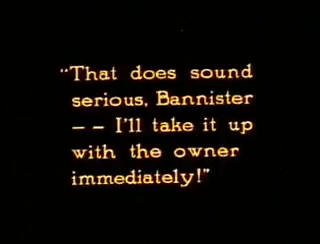 "That does sound
serious, Bannister
-- I'll take it up
with the owner
immediately!"